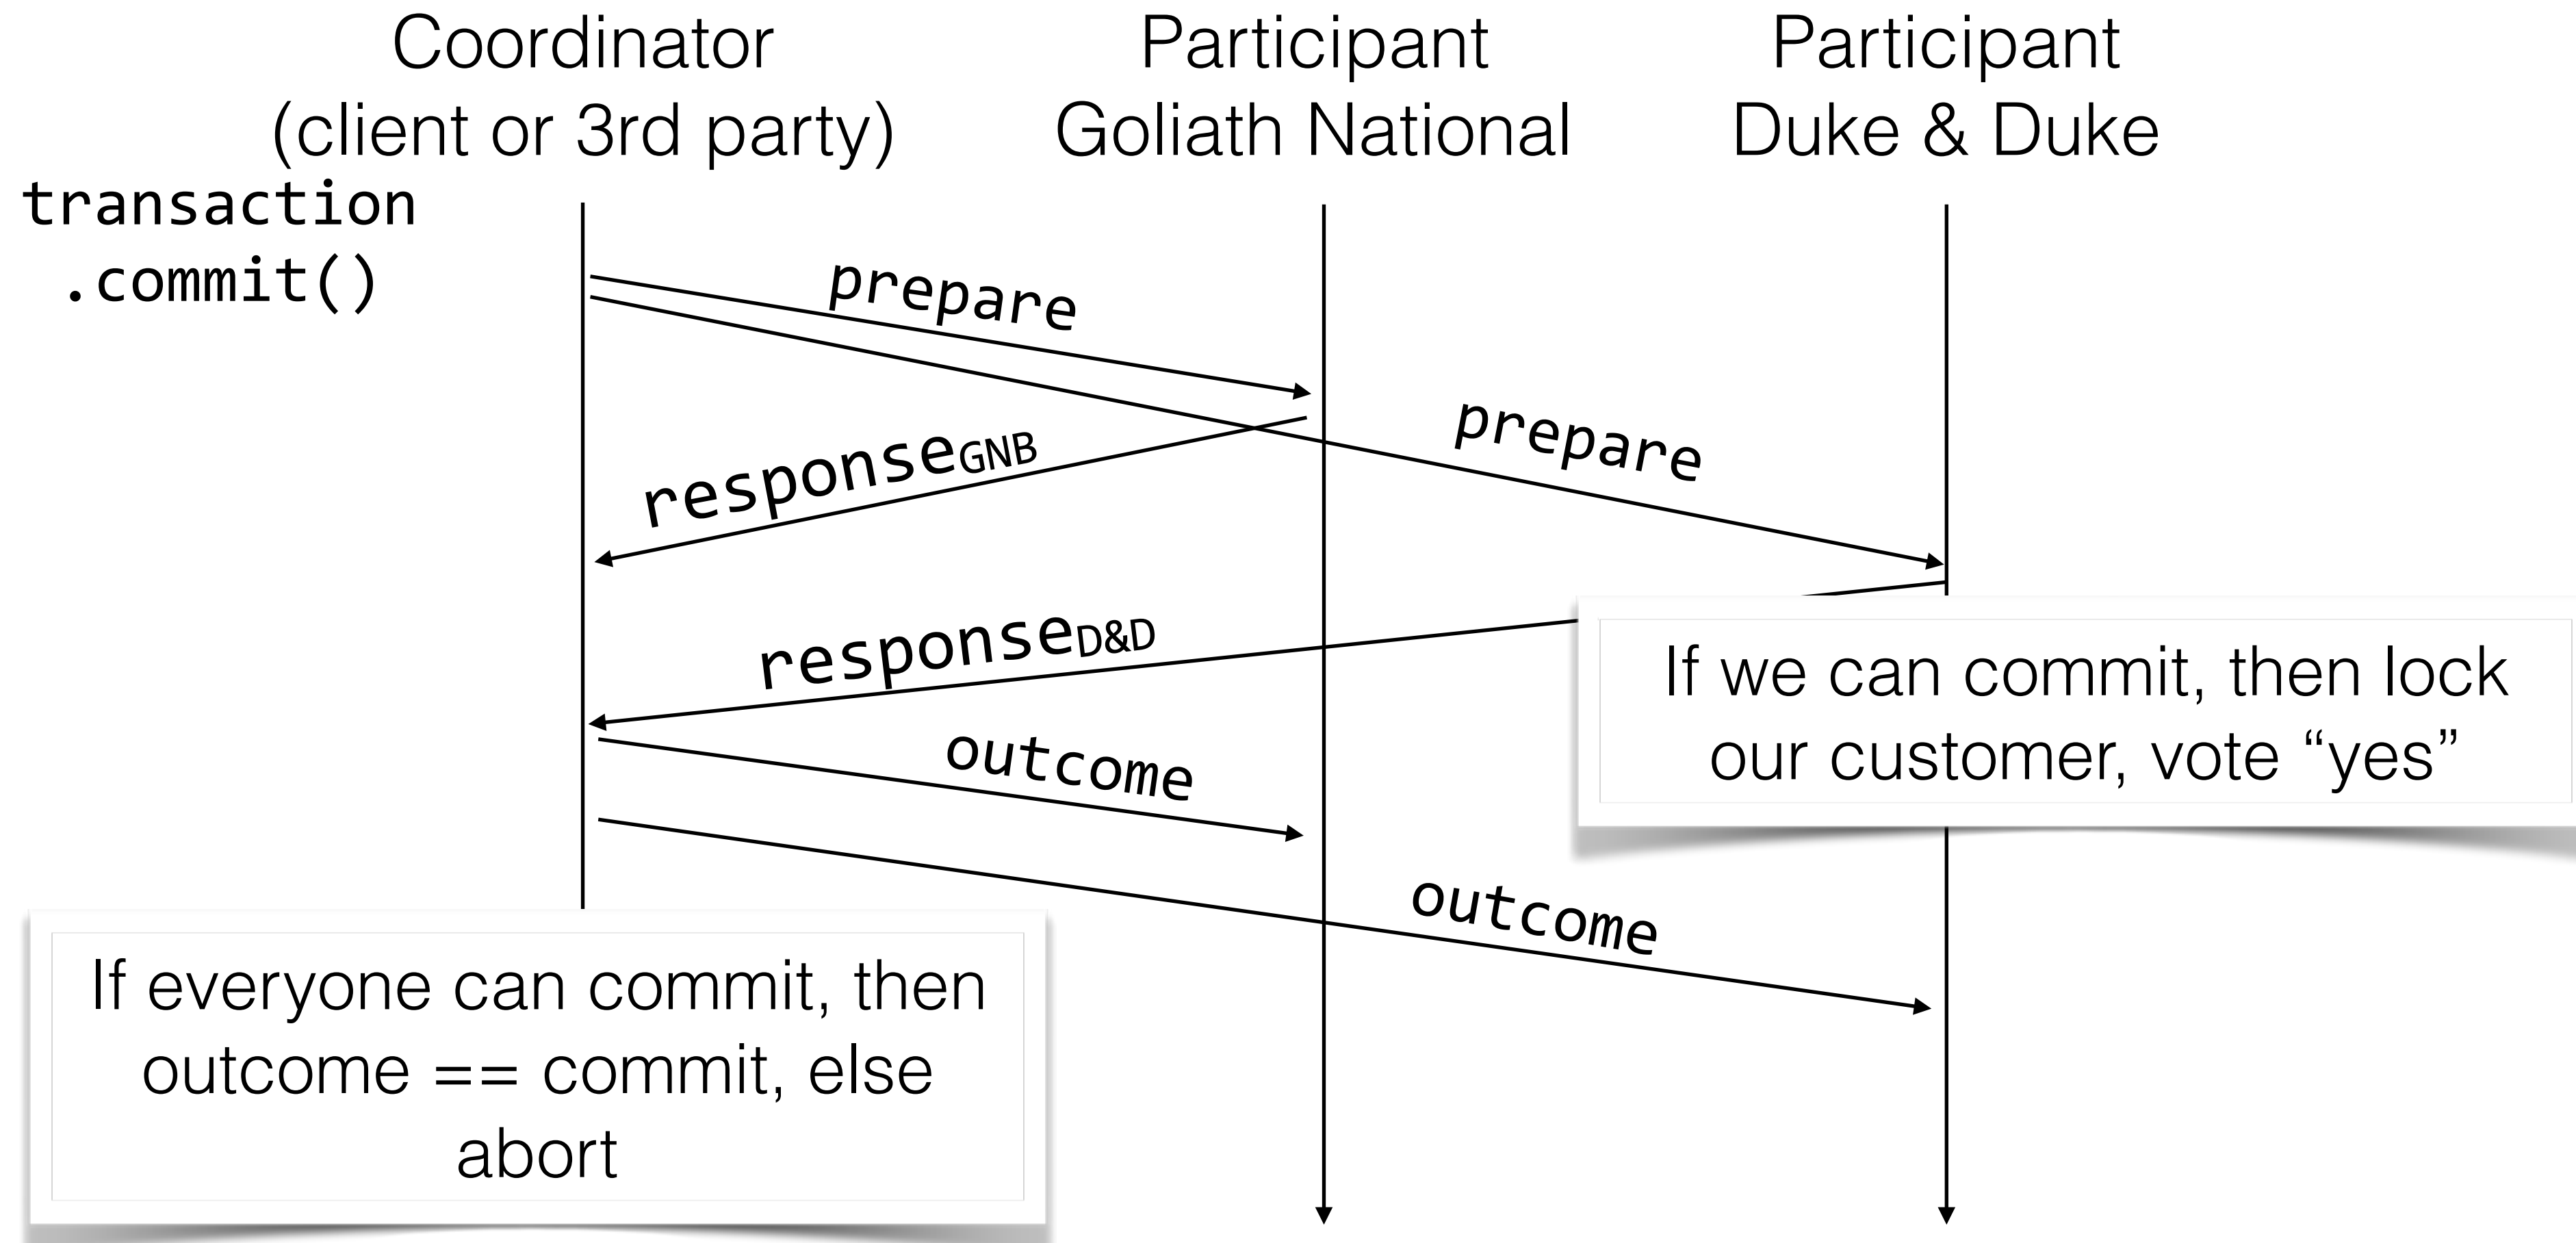 Coordinator
(client or 3rd party)
Participant
Goliath National
Participant
Duke & Duke
transaction
.commit()
prepare
prepare
responseGNB
responseD&D
If we can commit, then lock
our customer, vote “yes”
outcome
outcome
If everyone can commit, then
outcome == commit, else
abort